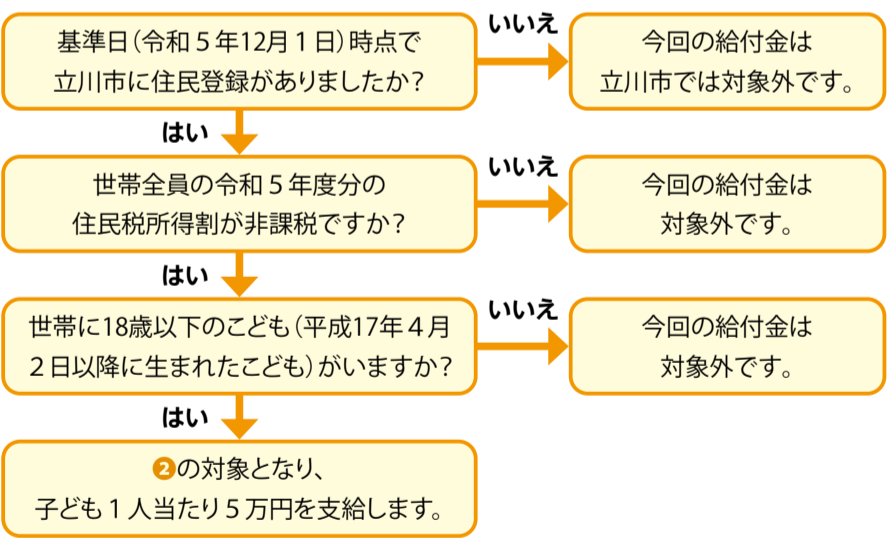 基準日（令和５年12月１日）時点で
立川市に住民登録がありましたか？
いいえ
今回の給付金は
立川市では対象外です。
はい
世帯全員の令和５年度分の
住民税所得割が非課税ですか？
いいえ
今回の給付金は
対象外です。
はい
世帯に18歳以下のこども（平成17年４月
２日以降に生まれたこども）がいますか？
いいえ
今回の給付金は
対象外です。
はい
❷の対象となり、
子ども１人当たり５万円を支給します。